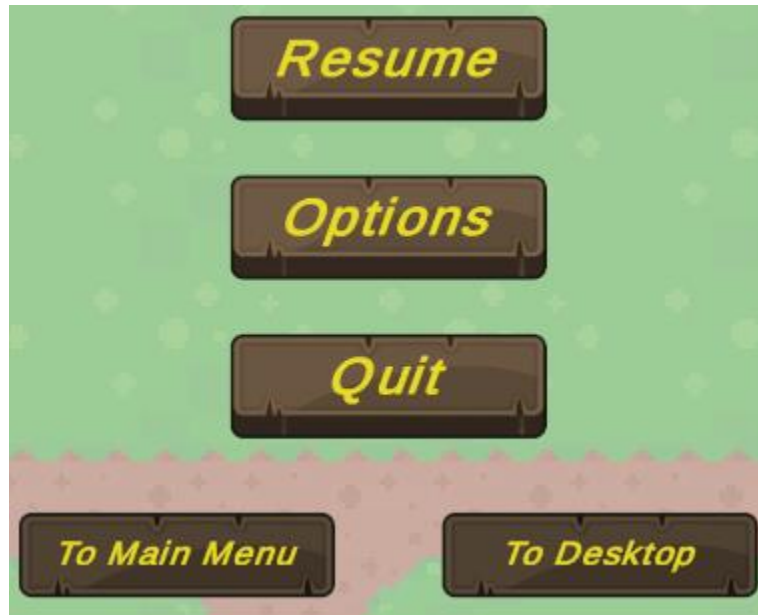 Resume
Options
Quit
To Main Menu
To Desktop